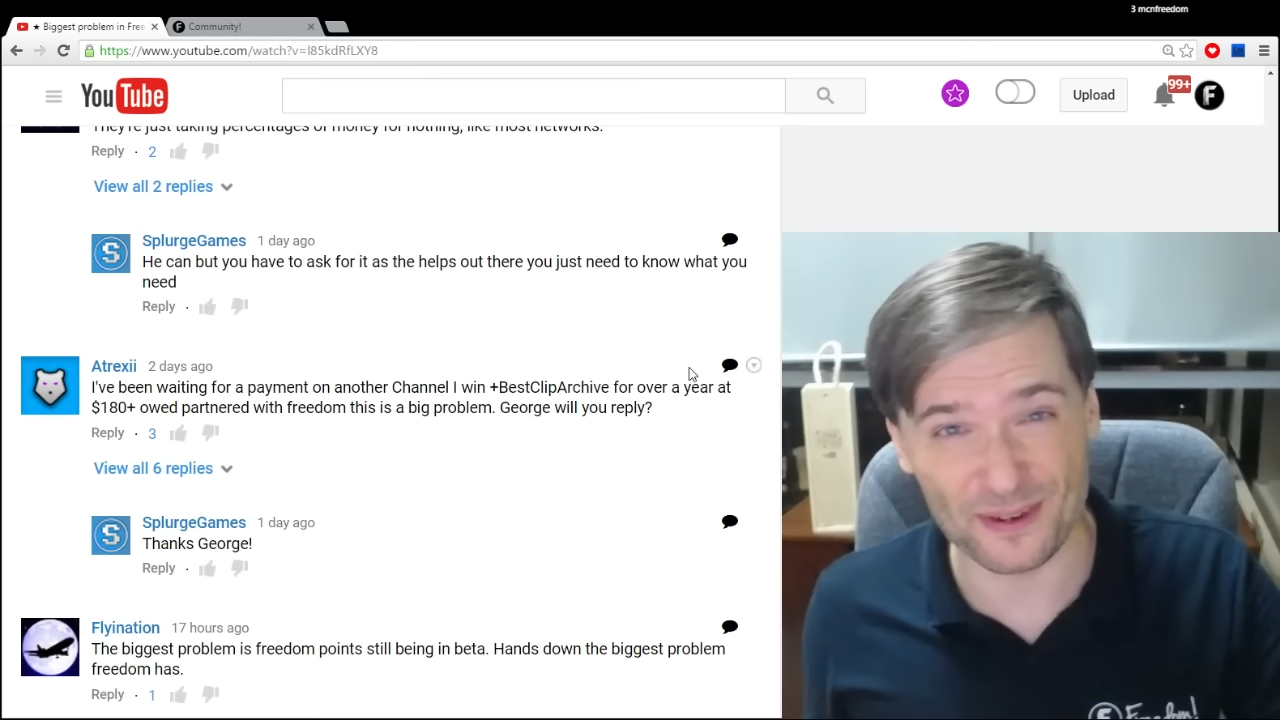 3 mcnfreedom
★ Biggest problem in Free
Community!
https://www.youtube.com/watch?v=l85kdRfLXY8
YouTube
Upload
99+
They're just taking percentages of money for nothing, like most networks.
Reply · 2
View all 2 replies
SplurgeGames 1 day ago
He can but you have to ask for it as the helps out there you just need to know what you
need
Reply ·
Atrexii 2 days ago
I've been waiting for a payment on another Channel I win +BestClipArchive for over a year at
$180+ owed partnered with freedom this is a big problem. George will you reply?
Reply · 3
View all 6 replies
SplurgeGames 1 day ago
Thanks George!
Reply ·
Flyination 17 hours ago
The biggest problem is freedom points still being in beta. Hands down the biggest problem
freedom has.
Reply · 1
Freedom!